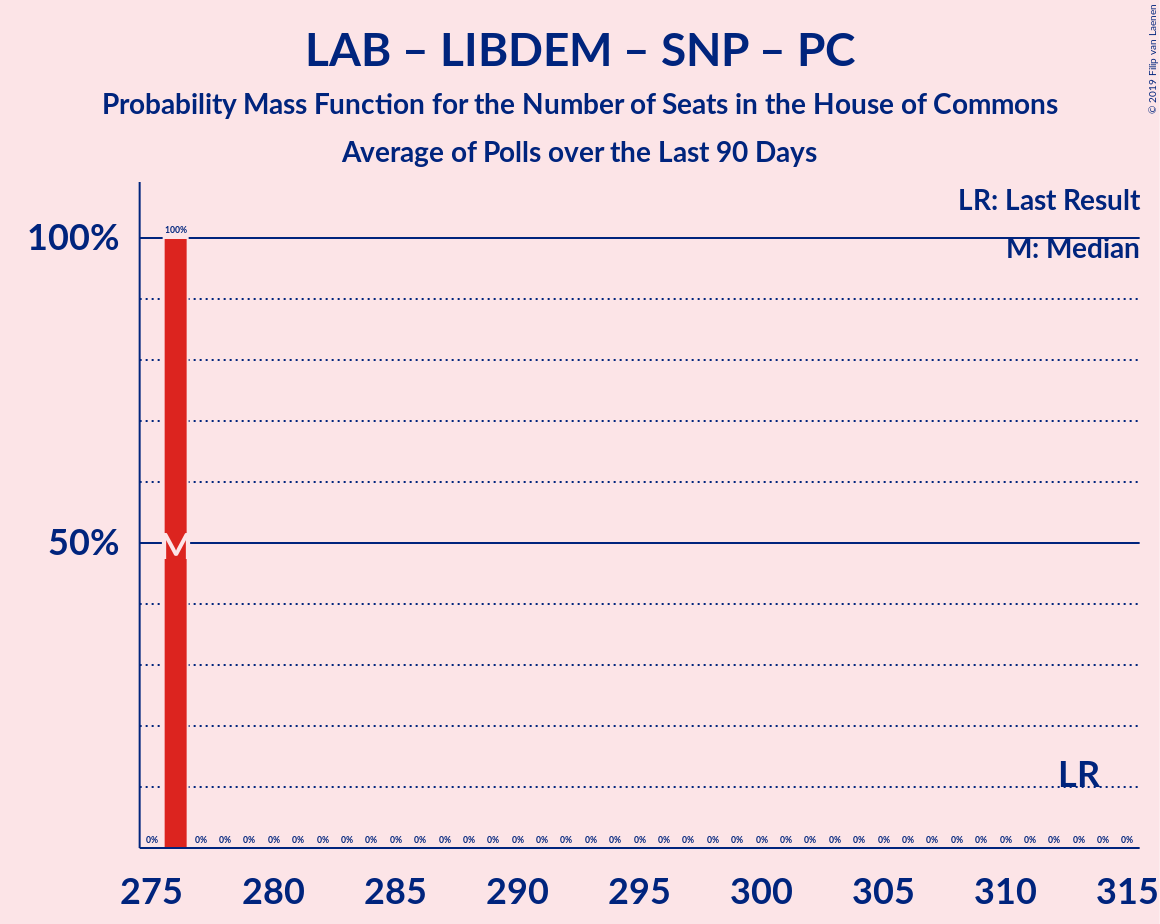 © 2019 Filip van Laenen
LAB – LIBDEM – SNP – PC
Probability Mass Function for the Number of Seats in the House of Commons
Average of Polls over the Last 90 Days
LR: Last Result
M: Median
100%
100%
50%
M
LR
0% 0% 0% 0% 0% 0% 0% 0% 0% 0% 0% 0% 0% 0% 0% 0% 0% 0% 0% 0% 0% 0% 0% 0% 0% 0% 0% 0% 0% 0% 0% 0% 0% 0% 0% 0% 0% 0% 0% 0%
275 280 285 290 295 300 305 310 315